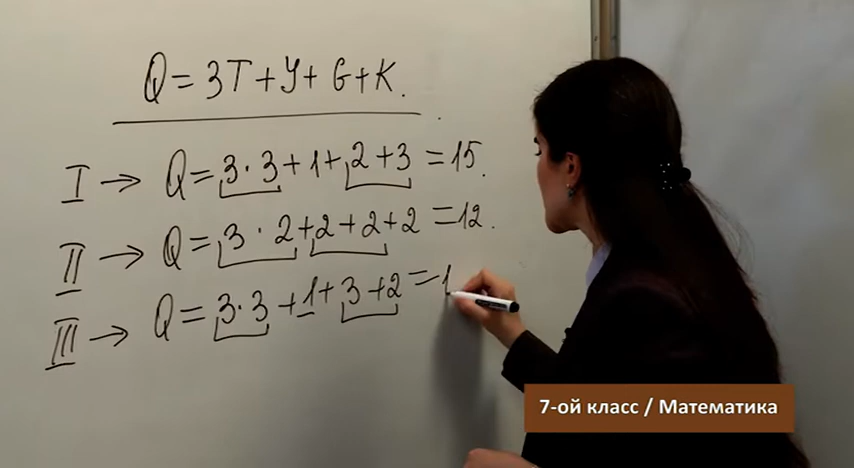 Q = 3T + У + G + K.
I → Q = 3 · 3 + 1 + 2 + 3 = 15.
II → Q = 3 · 2 + 2 + 2 + 2 = 12.
III → Q = 3 · 3 + 1 + 3 + 2 = 1
7-ой класс / Математика